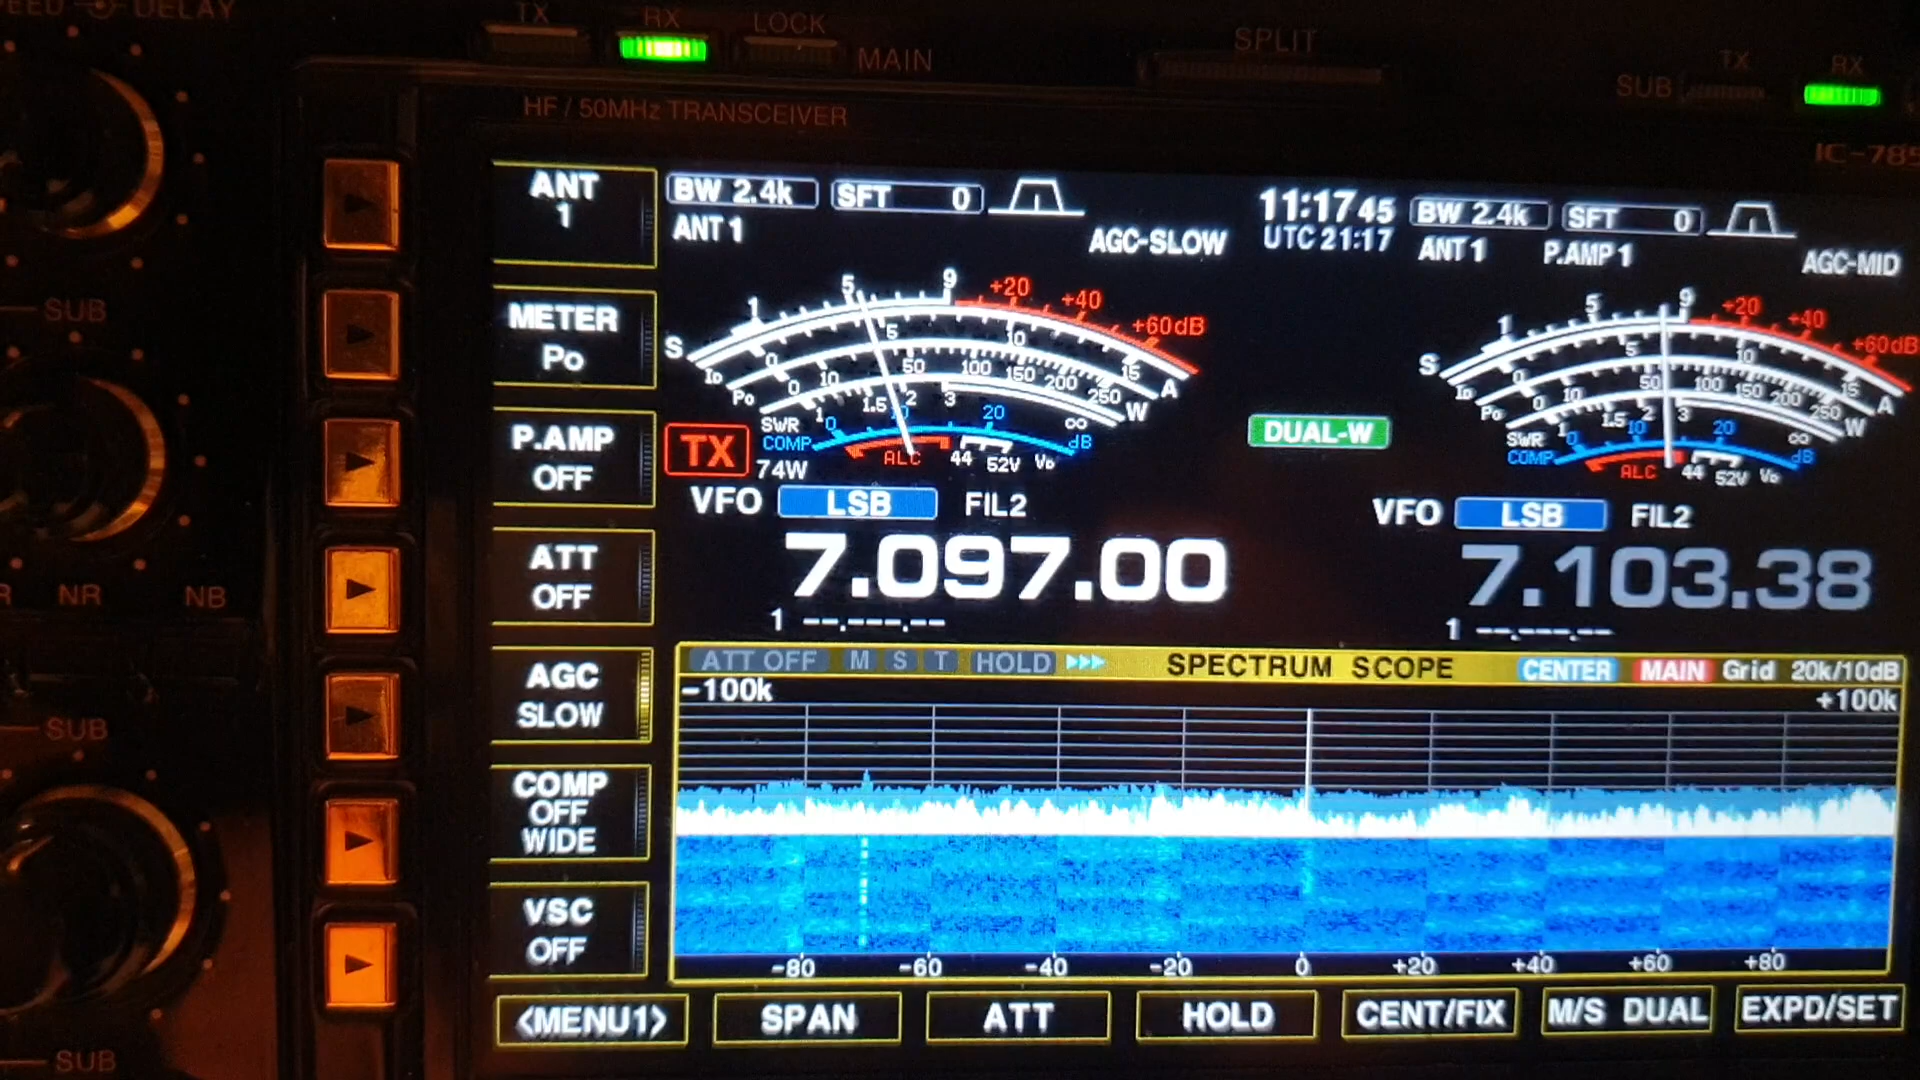 DELAY
TX RX LOCK MAIN SPLIT SUB TX RX
HF / 50MHz TRANSCEIVER
ANT 1
METER Po
P.AMP OFF
ATT OFF
AGC SLOW
COMP OFF WIDE
VSC OFF
BW 2.4k SFT 0
ANT 1 AGC-SLOW
11:17 45
UTC 21:17
BW 2.4k SFT 0
ANT 1 P.AMP 1 AGC-MID
S 1 5 9 +20 +40 +60dB
ID 0 5 10 15 A
Po 0 10 50 100 150 200 250 W
SWR 1 1.5 2 3 ∞
COMP 0 10 20 dB
ALC 44 52V VD
TX 74W
DUAL-W
S 1 5 9 +20 +40 +60dB
ID 0 5 10 15 A
Po 0 10 50 100 150 200 250 W
SWR 1 1.5 2 3 ∞
COMP 0 10 20 dB
ALC 44 52V VD
VFO LSB FIL2
7.097.00
1 --.---.--
VFO LSB FIL2
7.103.38
1 --.---.--
ATT OFF M S T HOLD SPECTRUM SCOPE CENTER MAIN Grid 20k/10dB
-100k +100k
-80 -60 -40 -20 0 +20 +40 +60 +80
<MENU1> SPAN ATT HOLD CENT/FIX M/S DUAL EXPD/SET
SUB
NR NB
SUB
SUB